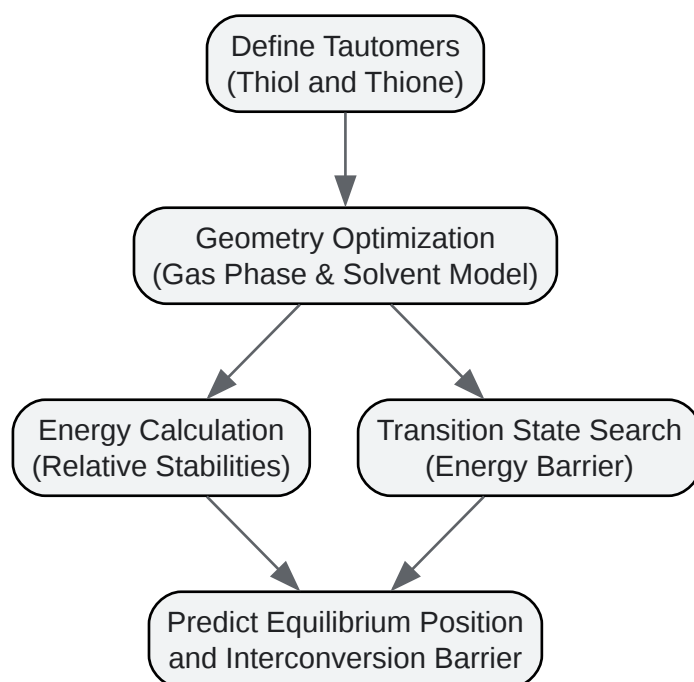 Define Tautomers
(Thiol and Thione)
Geometry Optimization
(Gas Phase & Solvent Model)
Energy Calculation
(Relative Stabilities)
Transition State Search
(Energy Barrier)
Predict Equilibrium Position
and Interconversion Barrier